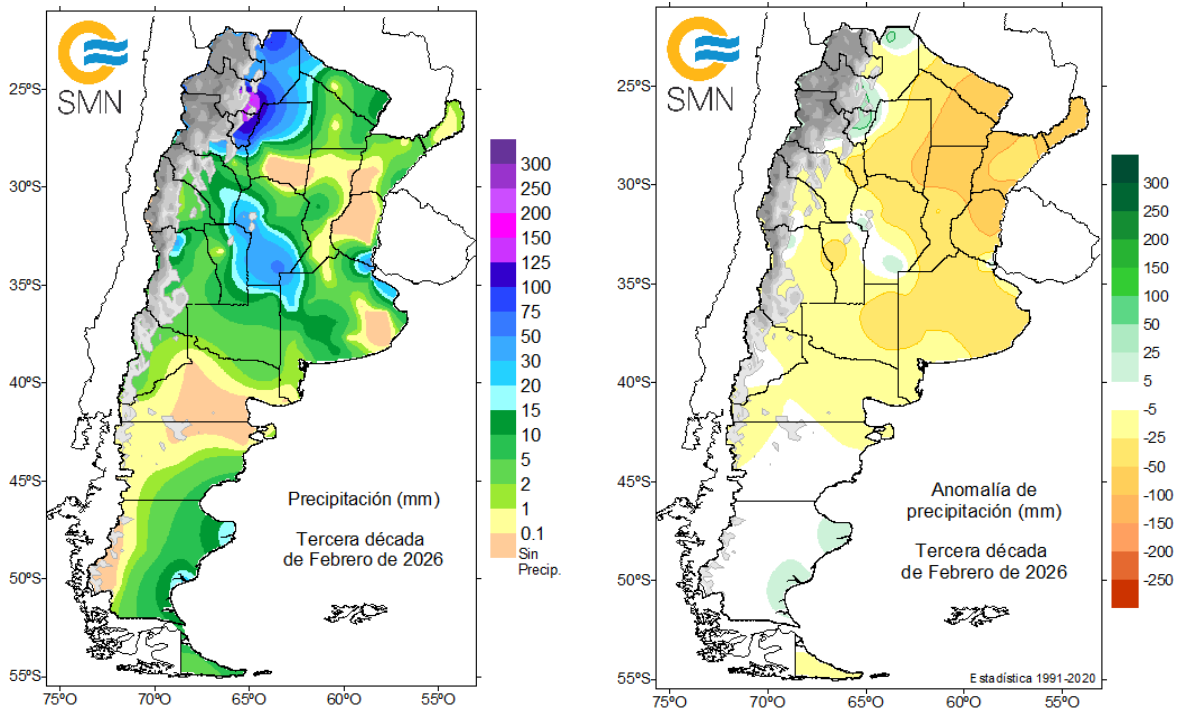 SMN
25ºS
30ºS
35ºS
40ºS
45ºS
50ºS
55ºS
75ºO
70ºO
65ºO
60ºO
55ºO
300
250
200
150
125
100
75
50
30
20
15
10
5
2
1
0.1
Sin
Precip.
Precipitación (mm)
Tercera década
de Febrero de 2026
SMN
25ºS
30ºS
35ºS
40ºS
45ºS
50ºS
55ºS
75ºO
70ºO
65ºO
60ºO
55ºO
300
250
200
150
100
50
25
5
-5
-25
-50
-100
-150
-200
-250
Anomalía de
precipitación (mm)
Tercera década
de Febrero de 2026
Estadística 1991-2020